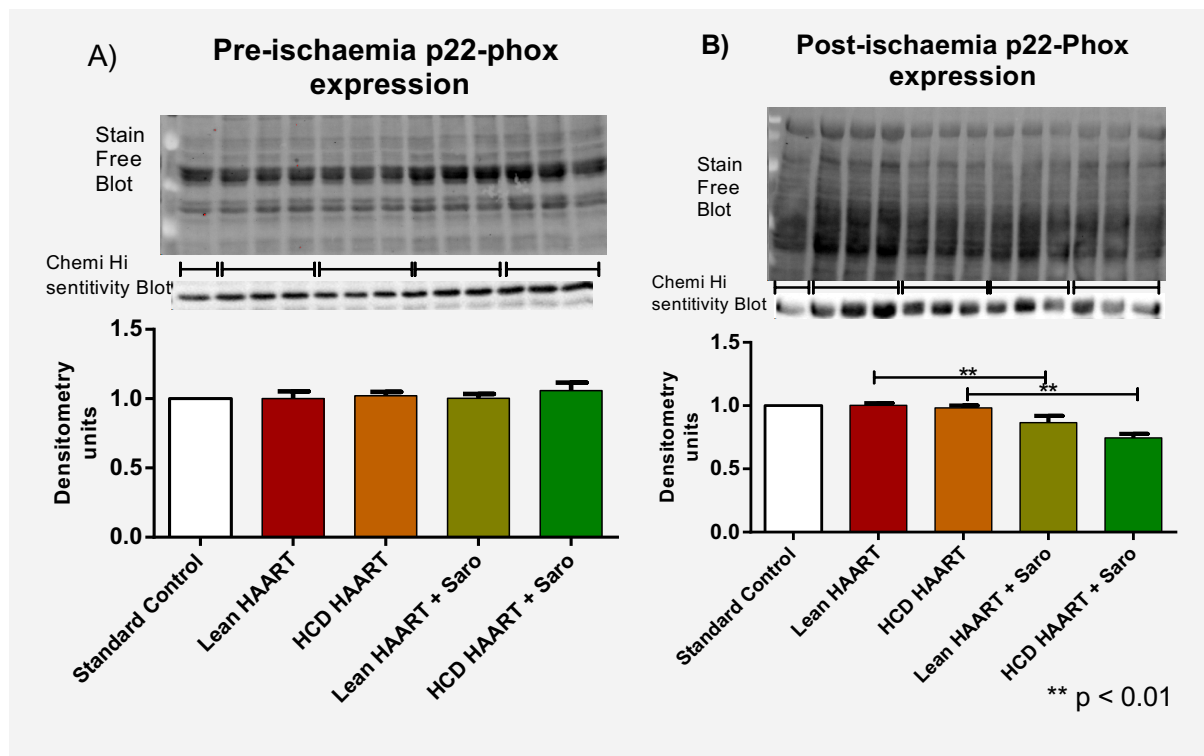 A)
Pre-ischaemia p22-phox
expression
Stain
Free
Blot
Chemi Hi
sentitivity Blot
Densitometry
units
1.5
1.0
0.5
0.0
Standard Control
Lean HAART
HCD HAART
Lean HAART + Saro
HCD HAART + Saro
B)
Post-ischaemia p22-Phox
expression
Stain
Free
Blot
Chemi Hi
sentitivity Blot
Densitometry
units
1.5
1.0
0.5
0.0
**
**
Standard Control
Lean HAART
HCD HAART
Lean HAART + Saro
HCD HAART + Saro
** p < 0.01